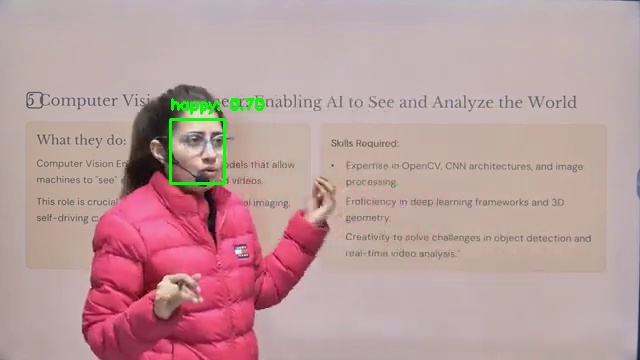 5 Computer Vis Enabling AI to See and Analyze the World
happy: 0.70
What they do:
Computer Vision En dels that allow
machines to "see" videos.
This role is crucial al imaging,
self-driving c
Skills Required:
• Expertise in OpenCV, CNN architectures, and image
processing.
Proficiency in deep learning frameworks and 3D
geometry.
Creativity to solve challenges in object detection and
real-time video analysis."